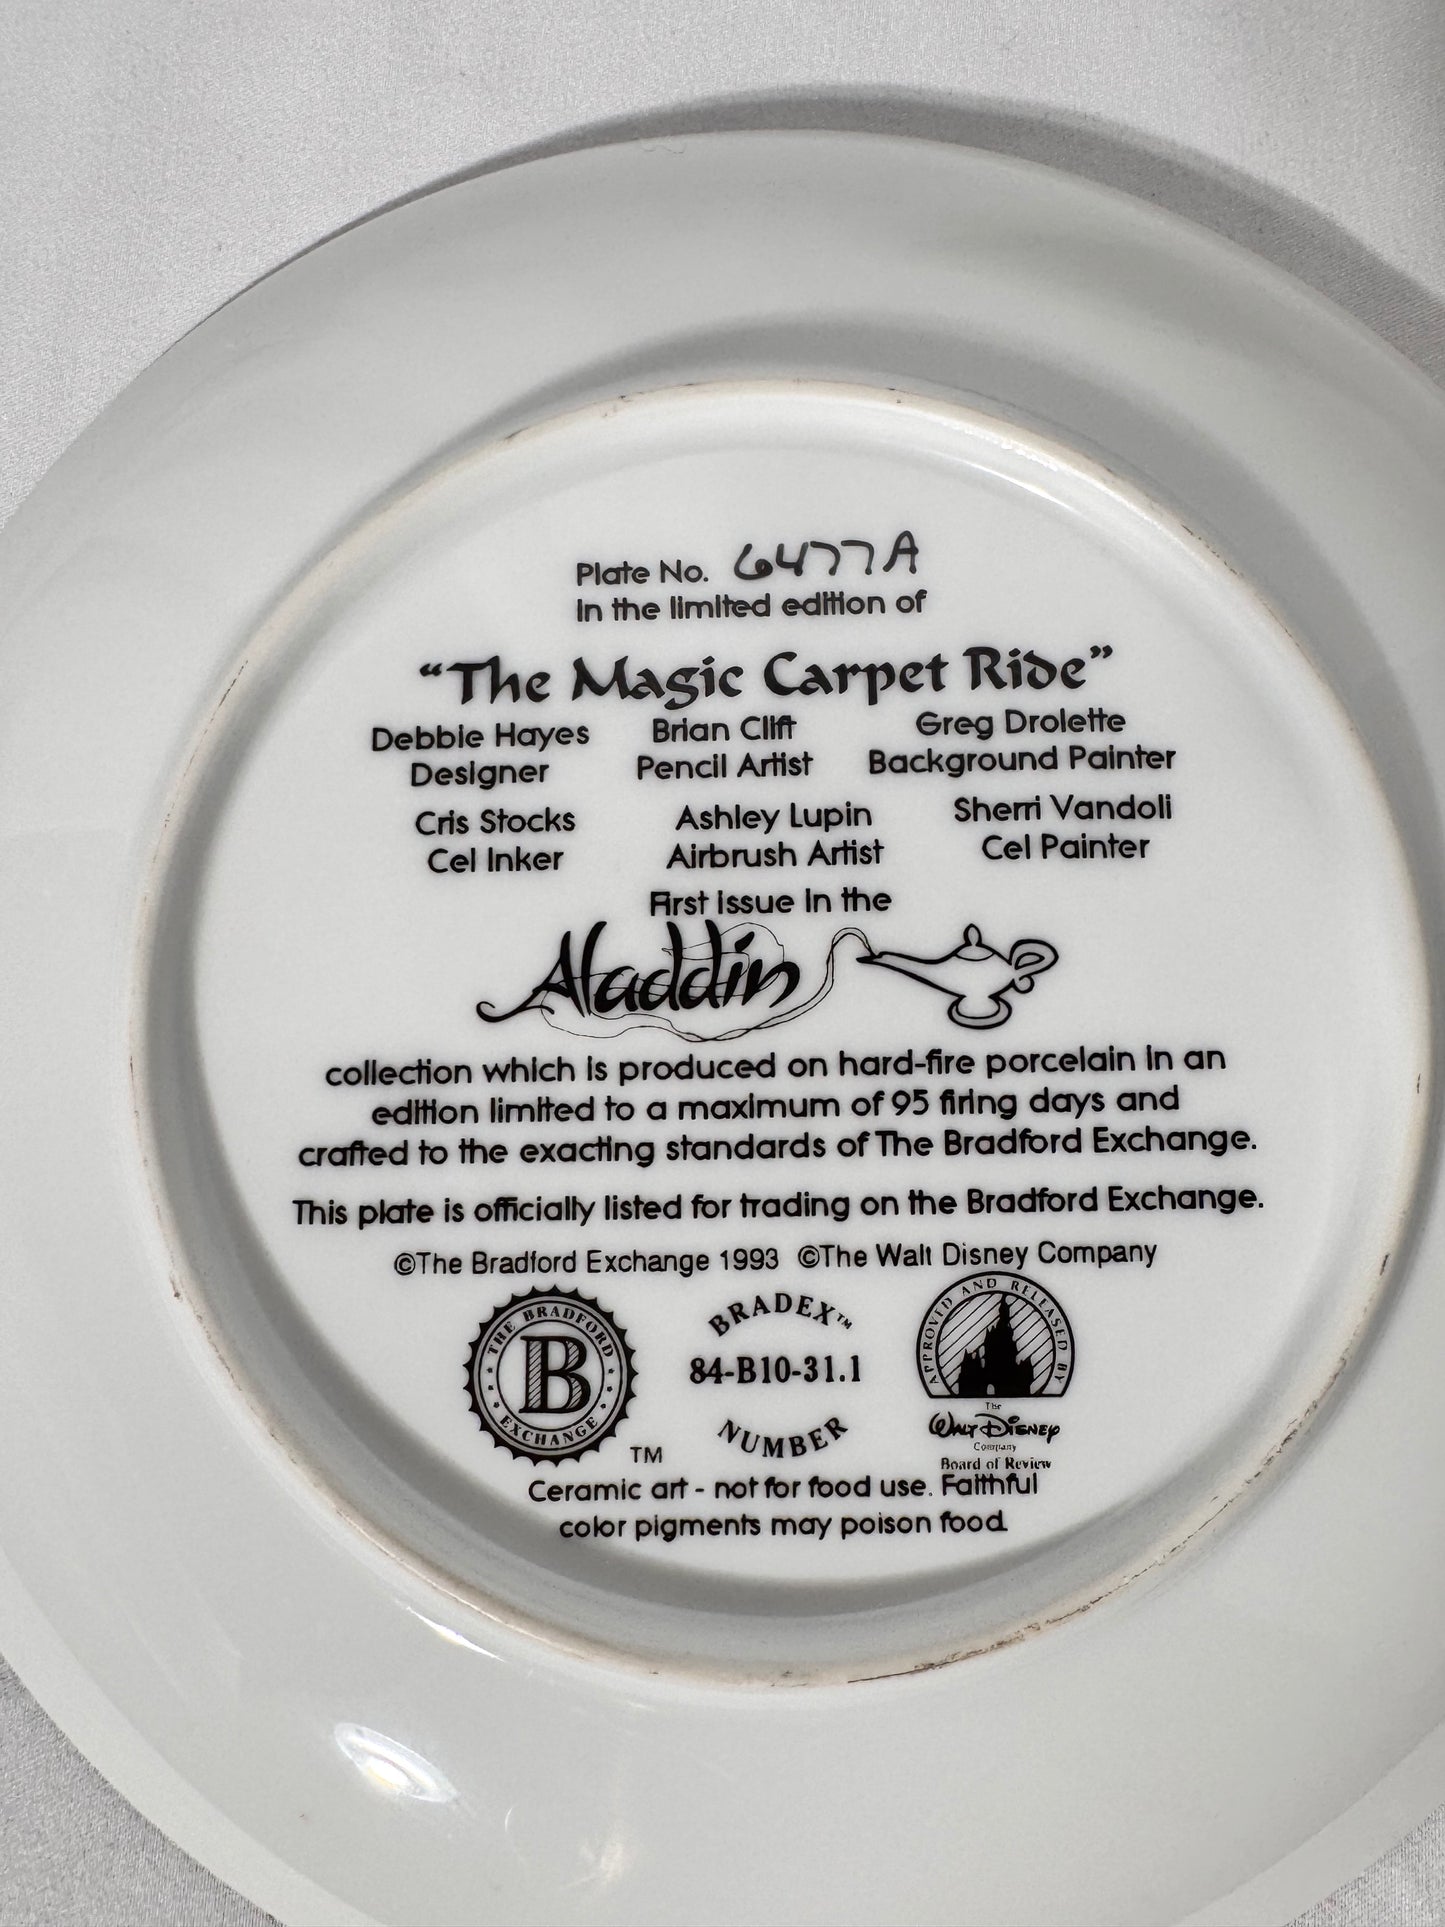 Plate No. 6477A
in the limited edition of
“The Magic Carpet Ride”
Debbie Hayes Brian Clift Greg Drolette
Designer Pencil Artist Background Painter
Cris Stocks Ashley Lupin Sherri Vandoli
Cel Inker Airbrush Artist Cel Painter
First issue in the
Aladdin
collection which is produced on hard-fire porcelain in an
edition limited to a maximum of 95 firing days and
crafted to the exacting standards of The Bradford Exchange.
This plate is officially listed for trading on the Bradford Exchange.
©The Bradford Exchange 1993 ©The Walt Disney Company
THE BRADFORD
B
EXCHANGE
TM
BRADEX™
84-B10-31.1
NUMBER
APPROVED AND RELEASED BY
The
WALT DISNEY
Company
Board of Review
Ceramic art - not for food use. Faithful
color pigments may poison food.